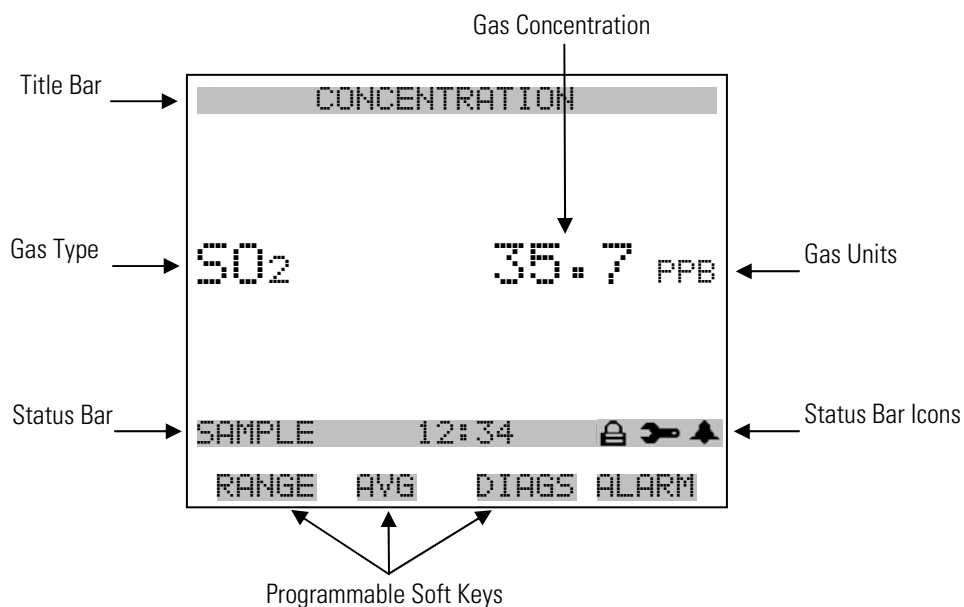 Gas Concentration
Title Bar
CONCENTRATION
Gas Type
SO2
35.7 PPB
Gas Units
Status Bar
SAMPLE 12:34
Status Bar Icons
RANGE AVG DIAGS ALARM
Programmable Soft Keys